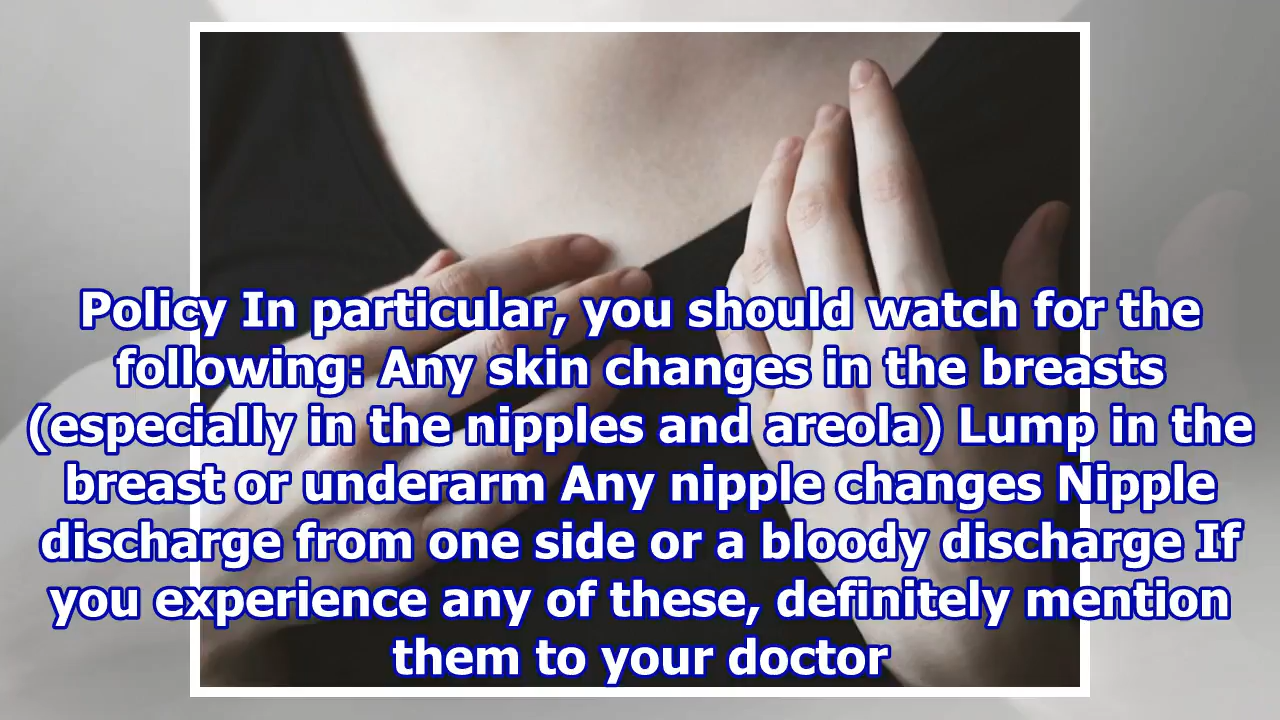 Policy In particular, you should watch for the
following: Any skin changes in the breasts
(especially in the nipples and areola) Lump in the
breast or underarm Any nipple changes Nipple
discharge from one side or a bloody discharge If
you experience any of these, definitely mention
them to your doctor